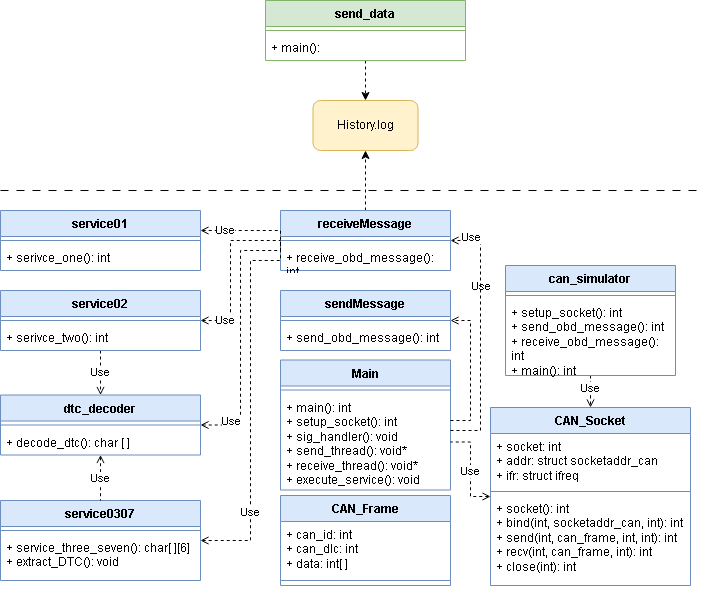 send_data
+ main():
History.log
service01
+ serivce_one(): int
Use
receiveMessage
+ receive_obd_message():
int
Use
Use
can_simulator
+ setup_socket(): int
+ send_obd_message(): int
+ receive_obd_message():
int
+ main(): int
Use
service02
+ serivce_two(): int
Use
sendMessage
+ send_obd_message(): int
Use
Main
+ main(): int
+ setup_socket(): int
+ sig_handler(): void
+ send_thread(): void*
+ receive_thread(): void*
+ execute_service(): void
dtc_decoder
+ decode_dtc(): char [ ]
Use
CAN_Socket
+ socket: int
+ addr: struct socketaddr_can
+ ifr: struct ifreq
+ socket(): int
+ bind(int, socketaddr_can, int): int
+ send(int, can_frame, int, int): int
+ recv(int, can_frame, int): int
+ close(int): int
Use
Use
service0307
+ service_three_seven(): char[ ][6]
+ extract_DTC(): void
Use
CAN_Frame
+ can_id: int
+ can_dlc: int
+ data: int[ ]